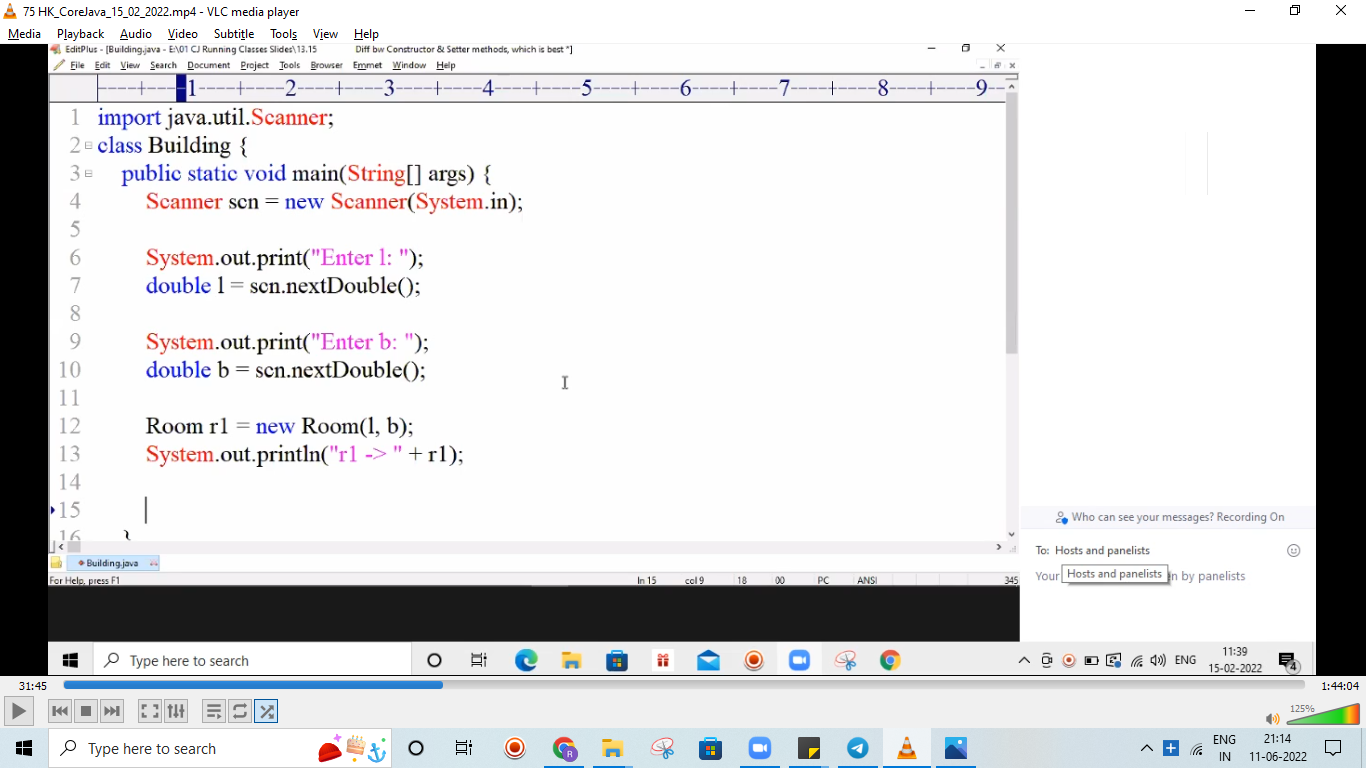 75 HK_CoreJava_15_02_2022.mp4 - VLC media player
Media Playback Audio Video Subtitle Tools View Help
EditPlus - [Building.java - E:\01 CJ Running Classes Slides\13.15 Diff bw Constructor & Setter methods, which is best *]
File Edit View Search Document Project Tools Browser Emmet Window Help
----+----1----+----2----+----3----+----4----+----5----+----6----+----7----+----8----+----9--
1 import java.util.Scanner;
2 class Building {
3 public static void main(String[] args) {
4 Scanner scn = new Scanner(System.in);
5
6 System.out.print("Enter l: ");
7 double l = scn.nextDouble();
8
9 System.out.print("Enter b: ");
10 double b = scn.nextDouble();
11
12 Room r1 = new Room(l, b);
13 System.out.println("r1 -> " + r1);
14
15
16 }
Who can see your messages? Recording On
To: Hosts and panelists
Your
Hosts and panelists
n by panelists
Building.java
For Help, press F1 ln 15 col 9 18 00 PC ANSI 345
Type here to search
ENG
11:39
15-02-2022
4
31:45
1:44:04
125%
Type here to search
R
ENG
IN
21:14
11-06-2022